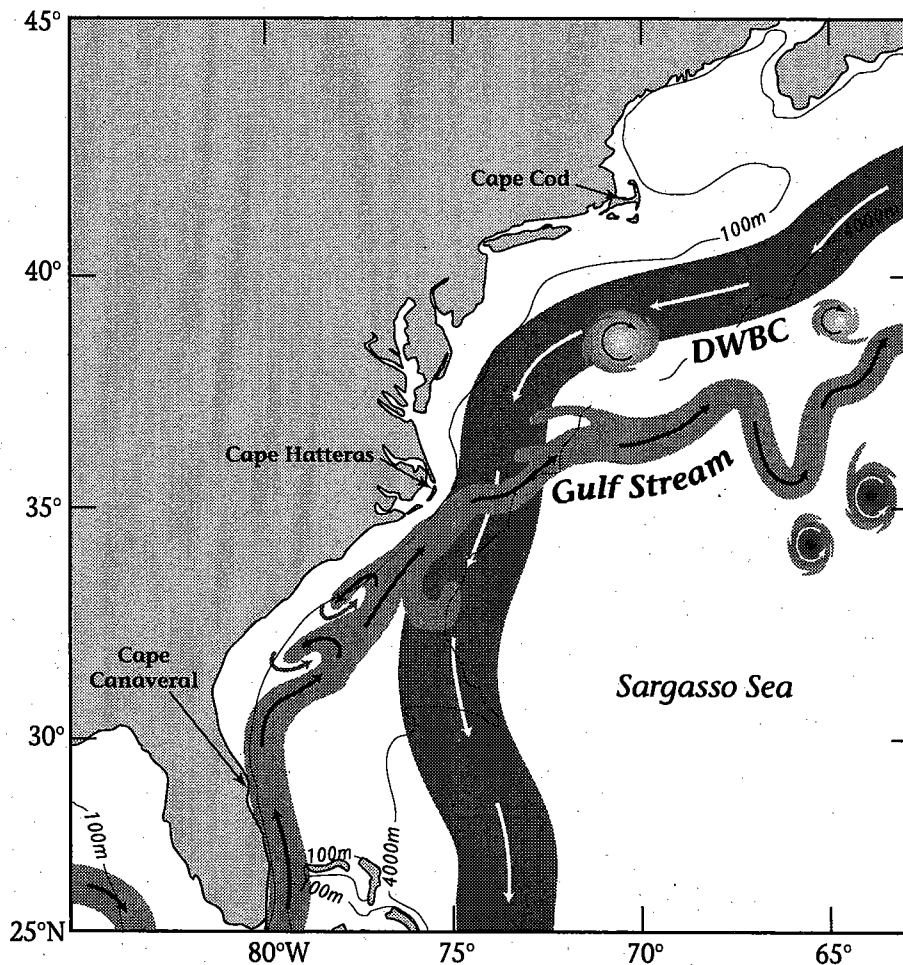 45°
Cape Cod
100m
4000m
40°
DWBC
Cape Hatteras
Gulf Stream
35°
Cape
Canaveral
Sargasso Sea
30°
100m
100m
100m
4000m
25°N
80°W
75°
70°
65°